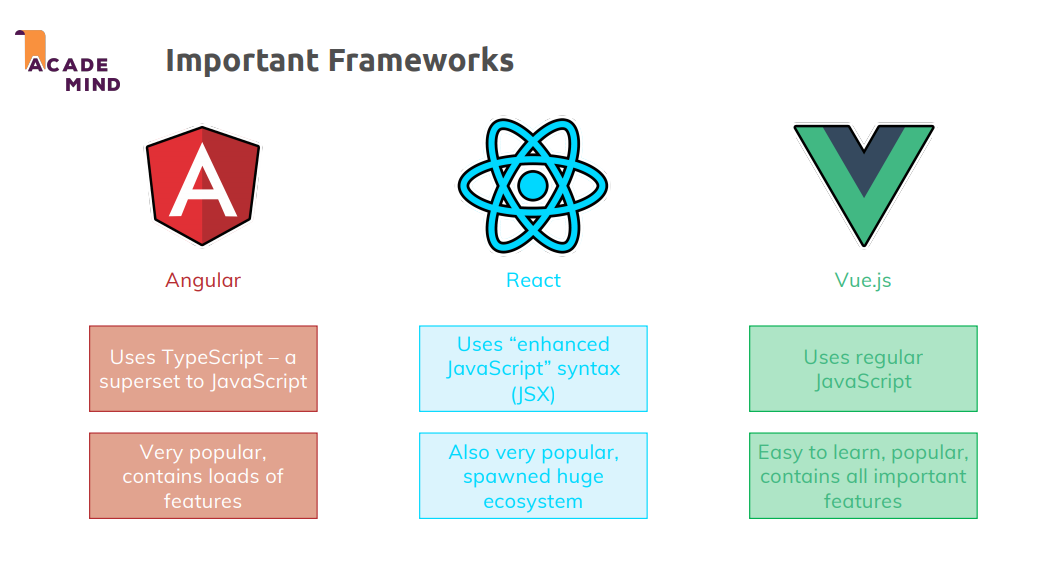 ACADE
MIND
Important Frameworks
A
Angular
React
Vue.js
Uses TypeScript – a
superset to JavaScript
Uses “enhanced
JavaScript” syntax
(JSX)
Uses regular
JavaScript
Very popular,
contains loads of
features
Also very popular,
spawned huge
ecosystem
Easy to learn, popular,
contains all important
features